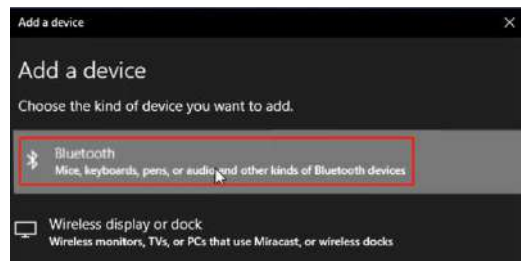 Add a device
Add a device
Choose the kind of device you want to add.
Bluetooth
Mice, keyboards, pens, or audio and other kinds of Bluetooth devices
Wireless display or dock
Wireless monitors, TVs, or PCs that use Miracast, or wireless docks